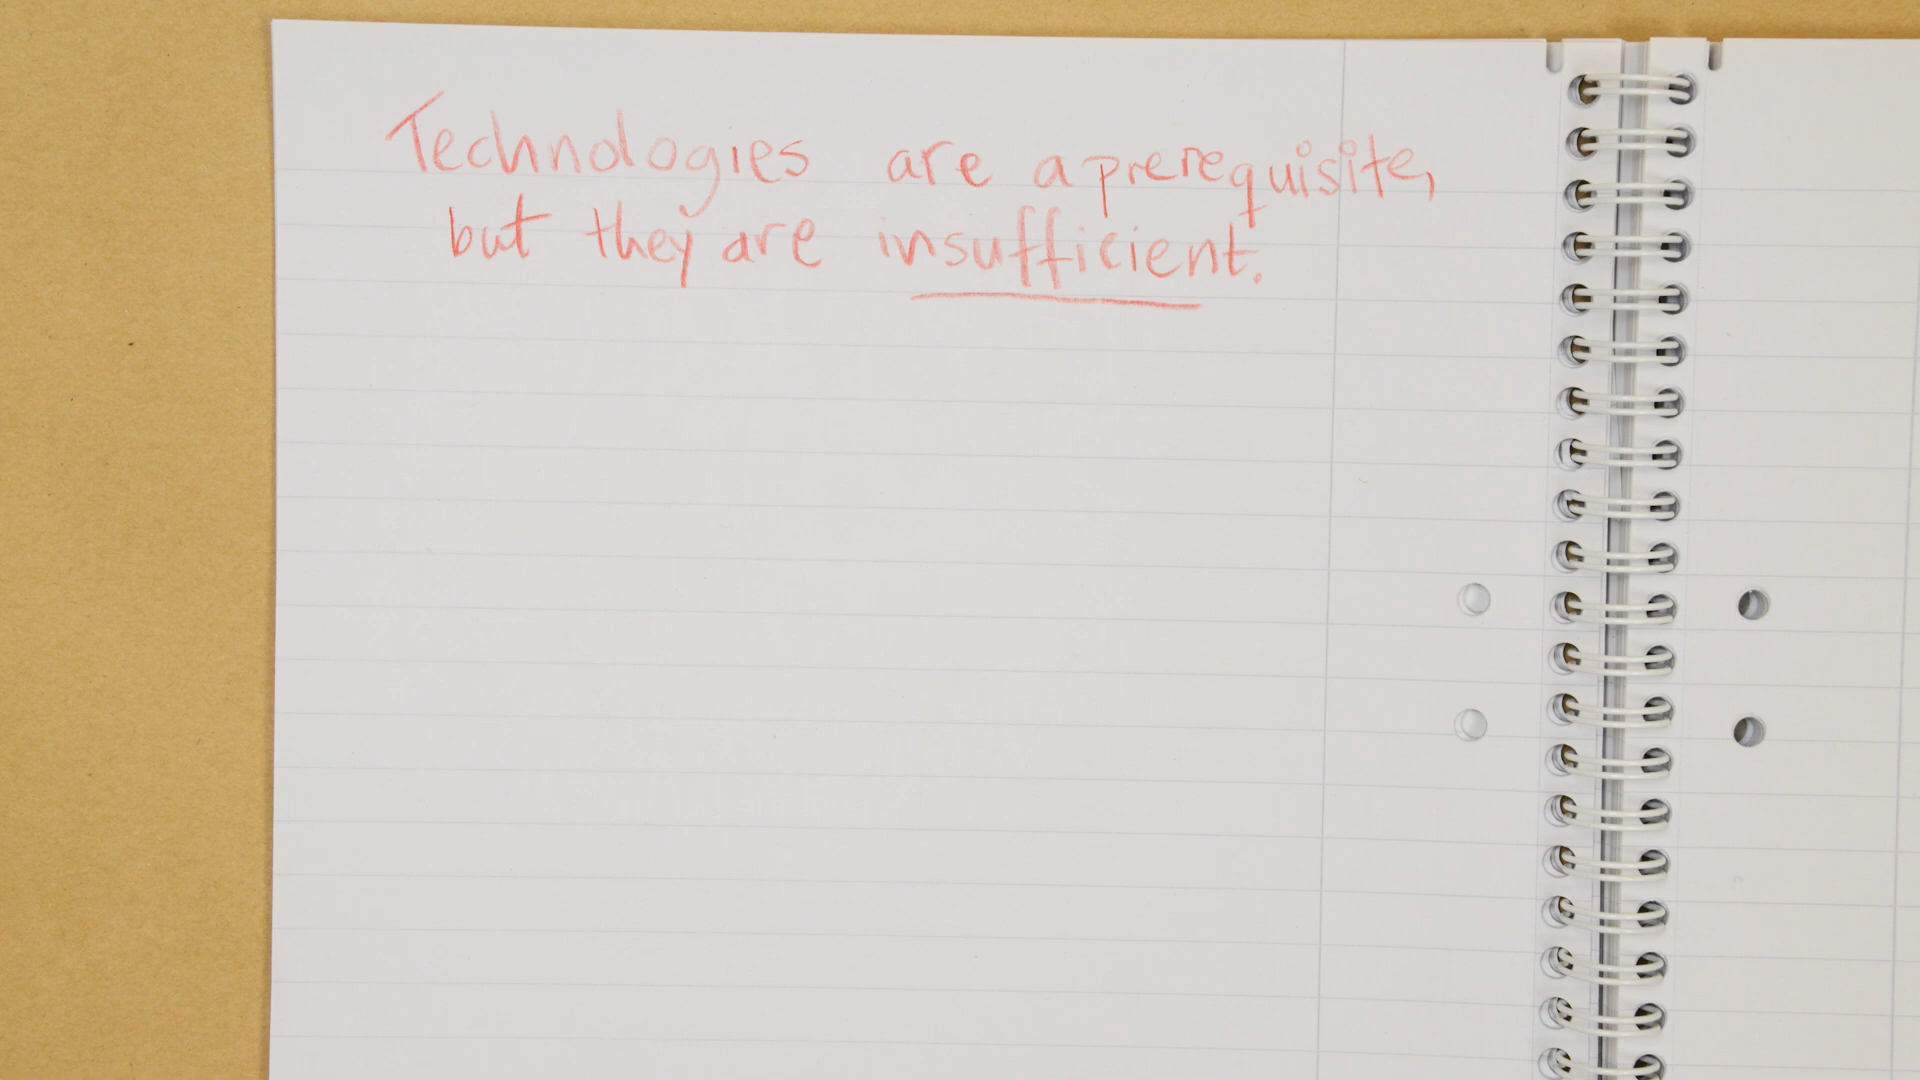 Technologies are a prerequisite,
but they are insufficient.